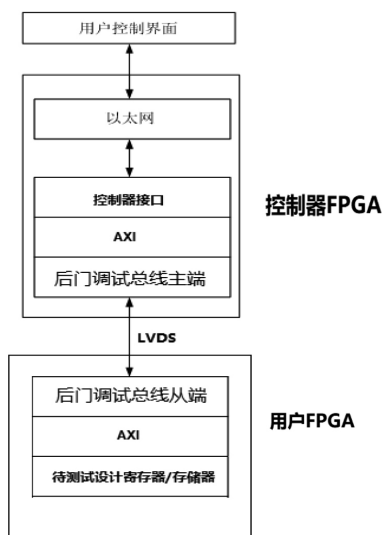 用户控制界面
以太网
控制器接口
AXI
后门调试总线主端
控制器FPGA
LVDS
后门调试总线从端
AXI
待测试设计寄存器/存储器
用户FPGA